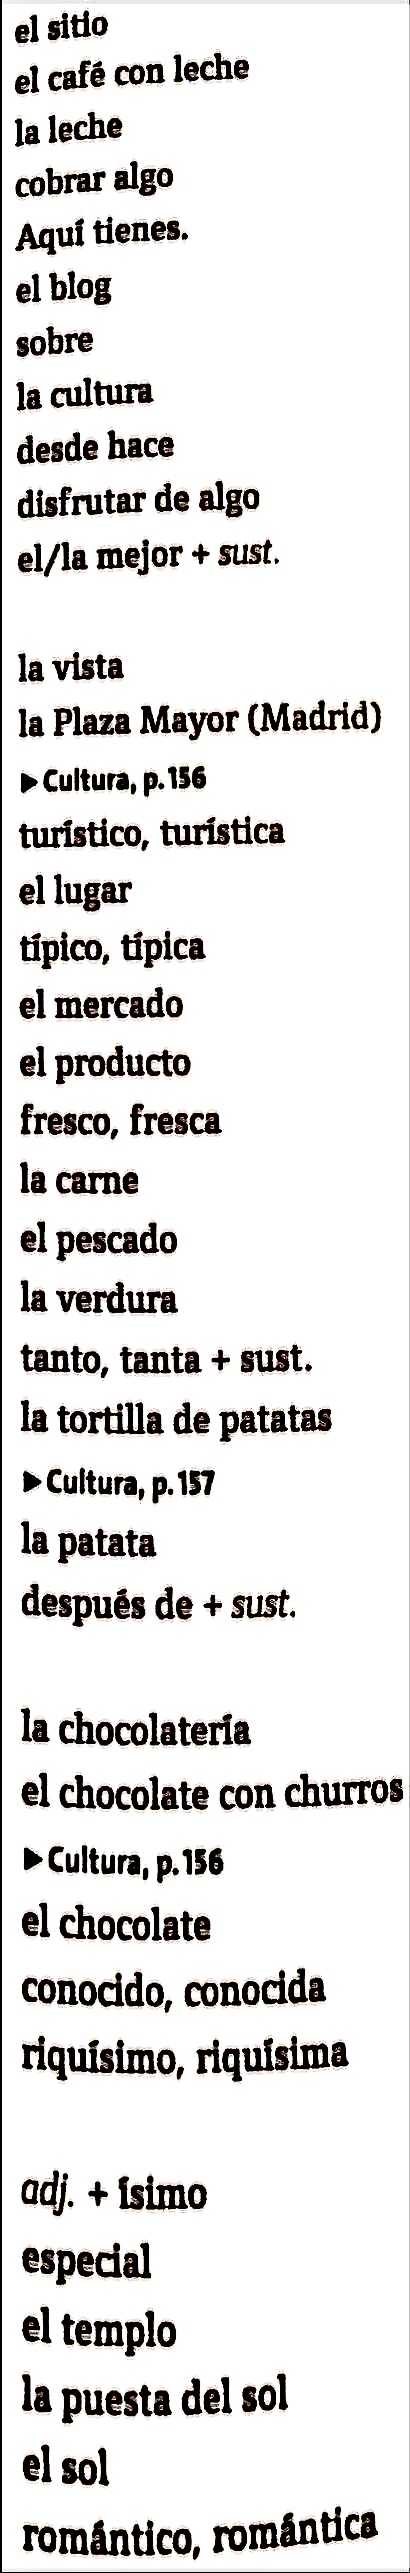 el sitio
el café con leche
la leche
cobrar algo
Aquí tienes.
el blog
sobre
la cultura
desde hace
disfrutar de algo
el/la mejor + sust.
la vista
la Plaza Mayor (Madrid)
▶ Cultura, p. 156
turístico, turística
el lugar
típico, típica
el mercado
el producto
fresco, fresca
la carne
el pescado
la verdura
tanto, tanta + sust.
la tortilla de patatas
▶ Cultura, p. 157
la patata
después de + sust.
la chocolatería
el chocolate con churros
▶ Cultura, p. 156
el chocolate
conocido, conocida
riquísimo, riquísima
adj. + ísimo
especial
el templo
la puesta del sol
el sol
romántico, romántica